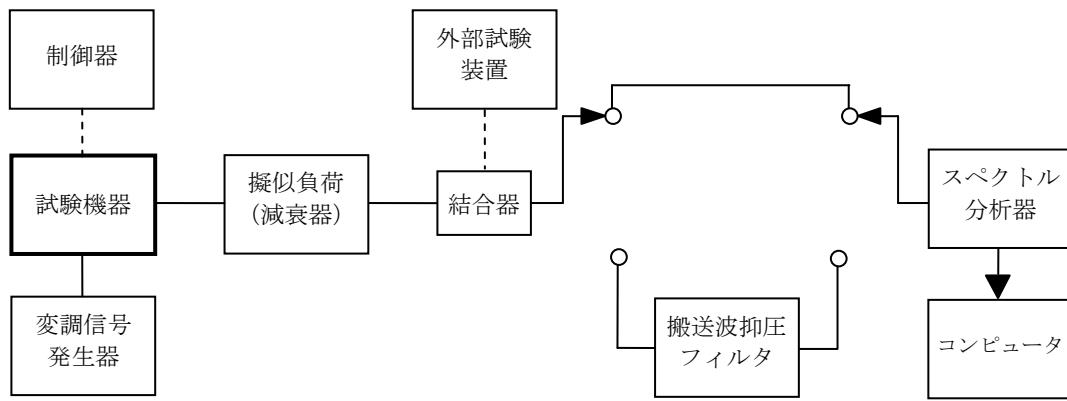 制御器
外部試験
装置
試験機器
擬似負荷
（減衰器）
結合器
スペクトル
分析器
変調信号
発生器
搬送波抑圧
フィルタ
コンピュータ